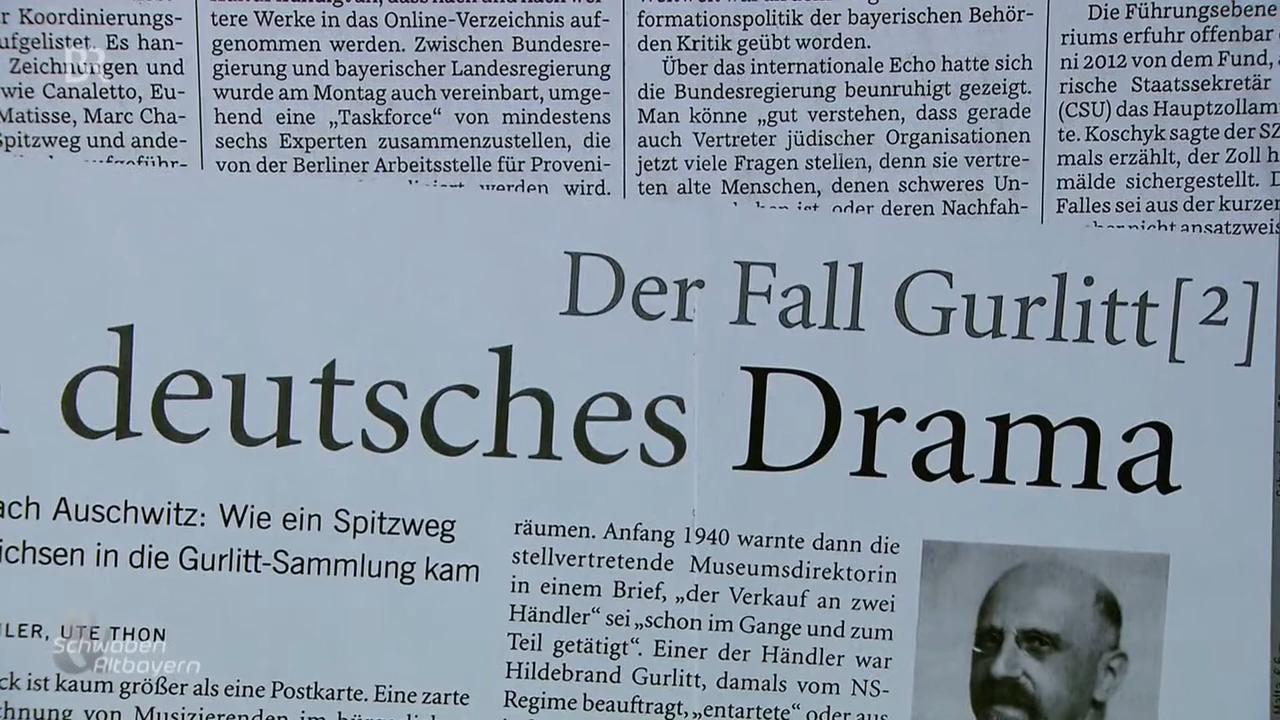 r Koordinierungs-
ufgelistet. Es han-
Zeichnungen und
wie Canaletto, Eu-
Matisse, Marc Cha-
Spitzweg und ande-
tere Werke in das Online-Verzeichnis auf-
genommen werden. Zwischen Bundesre-
gierung und bayerischer Landesregierung
wurde am Montag auch vereinbart, umge-
hend eine „Taskforce“ von mindestens
sechs Experten zusammenzustellen, die
von der Berliner Arbeitsstelle für Proveni-
werden wird.
formationspolitik der bayerischen Behör-
den Kritik geübt worden.
Über das internationale Echo hatte sich
die Bundesregierung beunruhigt gezeigt.
Man könne „gut verstehen, dass gerade
auch Vertreter jüdischer Organisationen
jetzt viele Fragen stellen, denn sie vertre-
ten alte Menschen, denen schweres Un-
oder deren Nachfah-
Die Führungsebene
riums erfuhr offenbar
ni 2012 von dem Fund,
rische Staatssekretär
(CSU) das Hauptzollam
te. Koschyk sagte der SZ
mals erzählt, der Zoll h
mälde sichergestellt. D
Falles sei aus der kurzen
nicht ansatzweis
Der Fall Gurlitt[2]
deutsches Drama
ach Auschwitz: Wie ein Spitzweg
ichsen in die Gurlitt-Sammlung kam
LER, UTE THON
ck ist kaum größer als eine Postkarte. Eine zarte
chnung von Musizierenden im
räumen. Anfang 1940 warnte dann die
stellvertretende Museumsdirektorin
in einem Brief, „der Verkauf an zwei
Händler“ sei „schon im Gange und zum
Teil getätigt“. Einer der Händler war
Hildebrand Gurlitt, damals vom NS-
Regime beauftragt, „entartete“ oder aus
BR
Schwaben
Altbayern